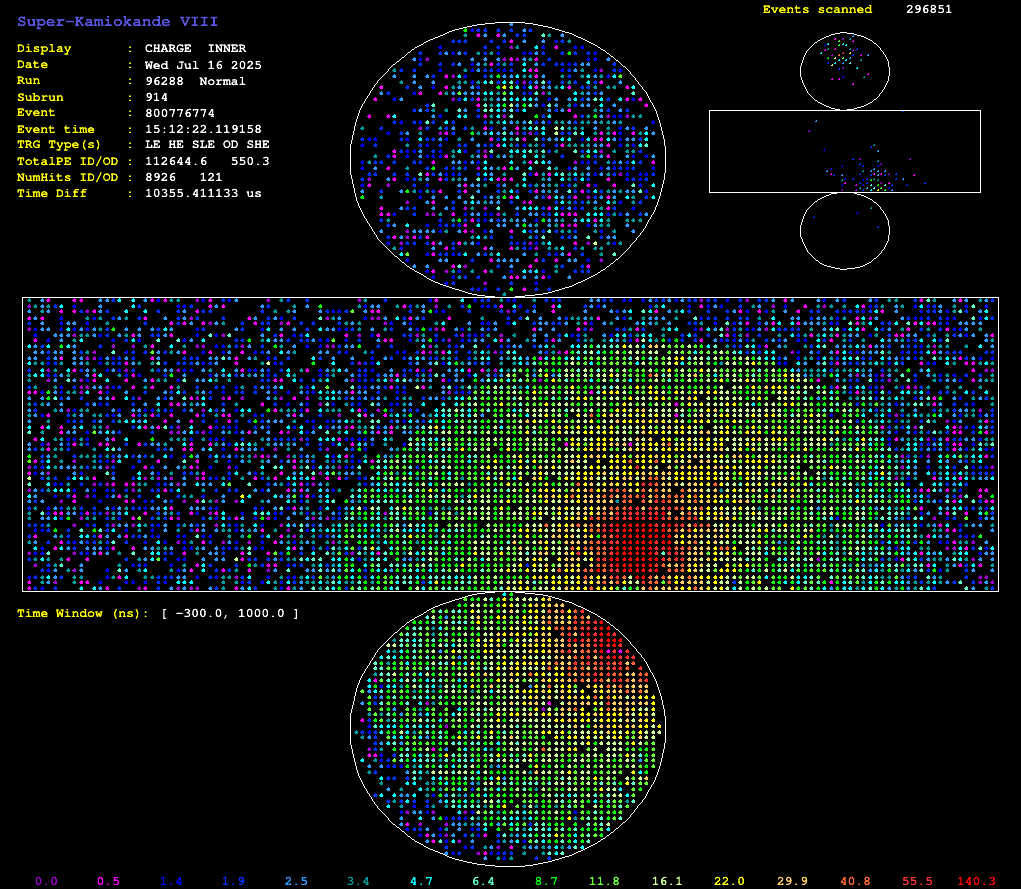 Super-Kamiokande VIII
Events scanned 296851
Display : CHARGE INNER
Date : Wed Jul 16 2025
Run : 96288 Normal
Subrun : 914
Event : 800776774
Event time : 15:12:22.119158
TRG Type(s) : LE HE SLE OD SHE
TotalPE ID/OD : 112644.6 550.3
NumHits ID/OD : 8926 121
Time Diff : 10355.411133 us
Time Window (ns): [ -300.0, 1000.0 ]
0.0 0.5 1.4 1.9 2.5 3.4 4.7 6.4 8.7 11.8 16.1 22.0 29.9 40.8 55.5 140.3